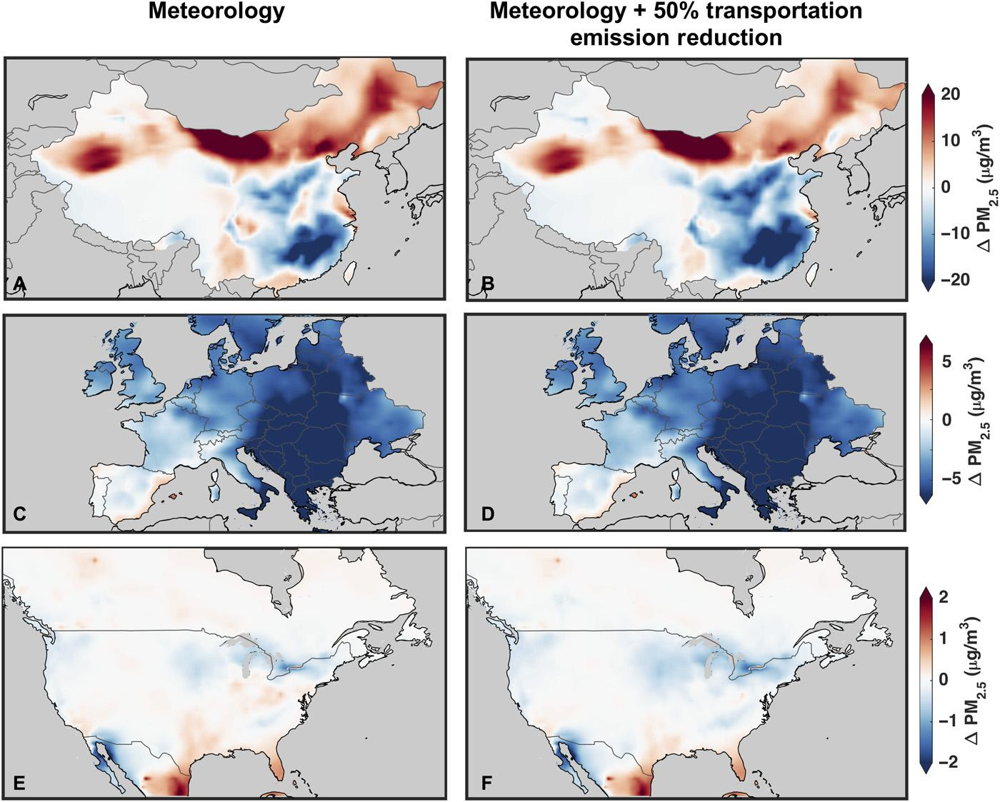 Meteorology
Meteorology + 50% transportation
emission reduction
A
B
20
10
0
−10
−20
Δ PM2.5 (μg/m3)
C
D
5
0
−5
Δ PM2.5 (μg/m3)
E
F
2
1
0
−1
−2
Δ PM2.5 (μg/m3)